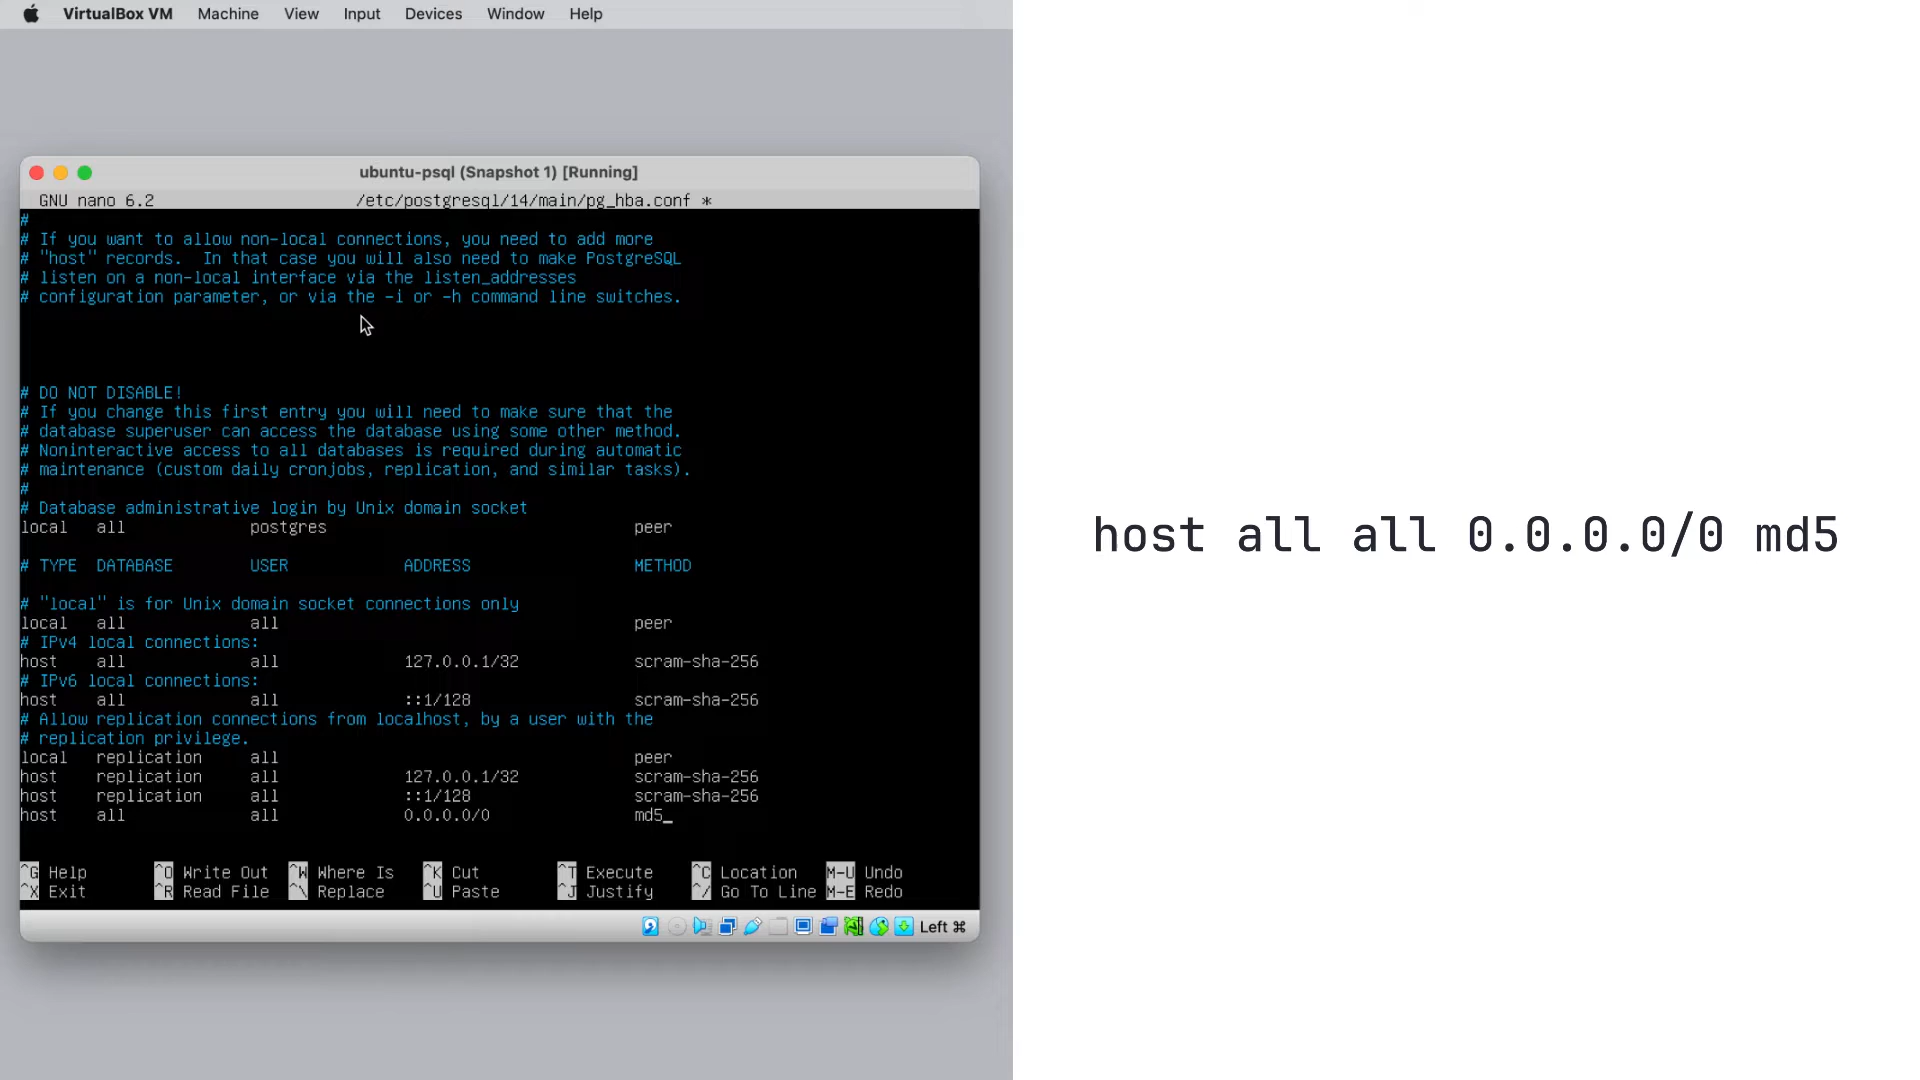 VirtualBox VM Machine View Input Devices Window Help
ubuntu-psql (Snapshot 1) [Running]
GNU nano 6.2 /etc/postgresql/14/main/pg_hba.conf *
#
# If you want to allow non-local connections, you need to add more
# "host" records.  In that case you will also need to make PostgreSQL
# listen on a non-local interface via the listen_addresses
# configuration parameter, or via the -i or -h command line switches.
# DO NOT DISABLE!
# If you change this first entry you will need to make sure that the
# database superuser can access the database using some other method.
# Noninteractive access to all databases is required during automatic
# maintenance (custom daily cronjobs, replication, and similar tasks).
#
# Database administrative login by Unix domain socket
local all postgres peer
# TYPE DATABASE USER ADDRESS METHOD
# "local" is for Unix domain socket connections only
local all all peer
# IPv4 local connections:
host all all 127.0.0.1/32 scram-sha-256
# IPv6 local connections:
host all all ::1/128 scram-sha-256
# Allow replication connections from localhost, by a user with the
# replication privilege.
local replication all peer
host replication all 127.0.0.1/32 scram-sha-256
host replication all ::1/128 scram-sha-256
host all all 0.0.0.0/0 md5_
^G Help ^O Write Out ^W Where Is ^K Cut ^T Execute ^C Location M-U Undo
^X Exit ^R Read File ^\ Replace ^U Paste ^J Justify ^/ Go To Line M-E Redo
Left ⌘
host all all 0.0.0.0/0 md5